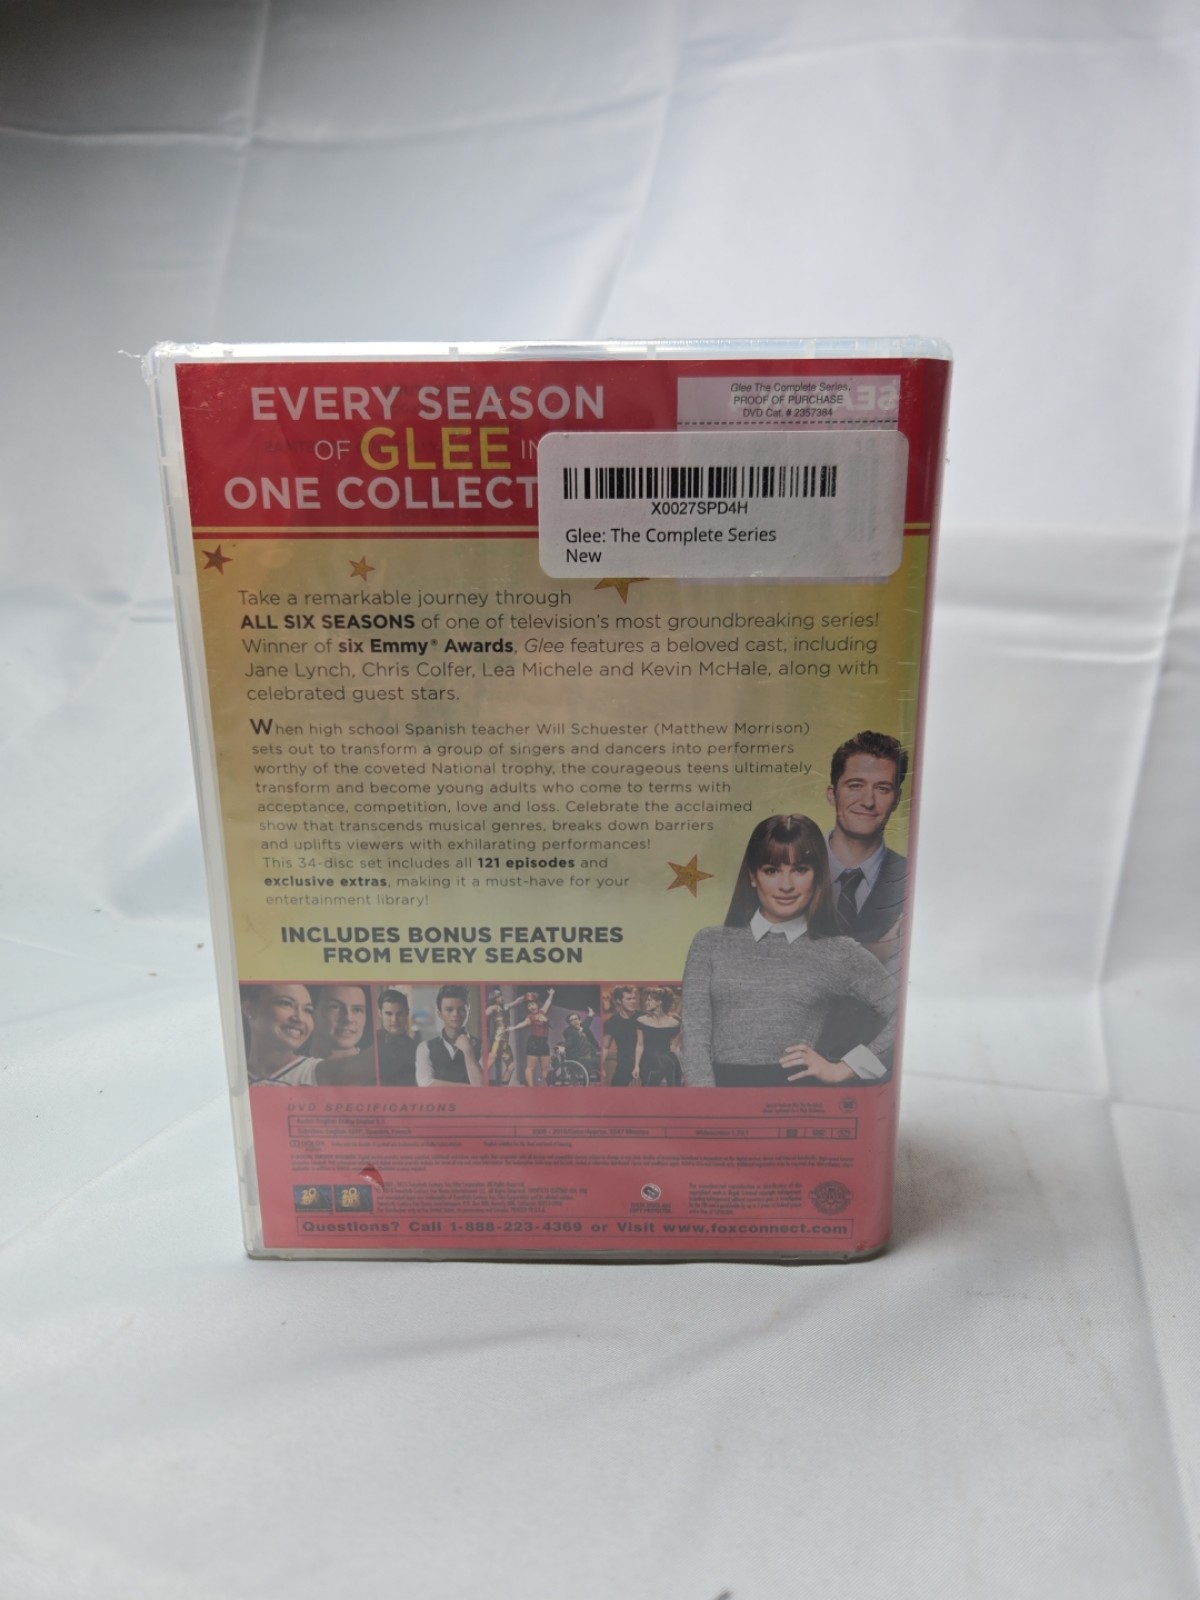 EVERY SEASON
OF GLEE IN
ONE COLLECT
Glee The Complete Series.
PROOF OF PURCHASE
DVD Cat. # 2357384
X0027SPD4H
Glee: The Complete Series
New
Take a remarkable journey through
ALL SIX SEASONS of one of television's most groundbreaking series!
Winner of six Emmy® Awards, Glee features a beloved cast, including
Jane Lynch, Chris Colfer, Lea Michele and Kevin McHale, along with
celebrated guest stars.
When high school Spanish teacher Will Schuester (Matthew Morrison)
sets out to transform a group of singers and dancers into performers
worthy of the coveted National trophy, the courageous teens ultimately
transform and become young adults who come to terms with
acceptance, competition, love and loss. Celebrate the acclaimed
show that transcends musical genres, breaks down barriers
and uplifts viewers with exhilarating performances!
This 34-disc set includes all 121 episodes and
exclusive extras, making it a must-have for your
entertainment library!
INCLUDES BONUS FEATURES
FROM EVERY SEASON
DVD SPECIFICATIONS
Questions? Call 1-888-223-4369 or Visit www.foxconnect.com